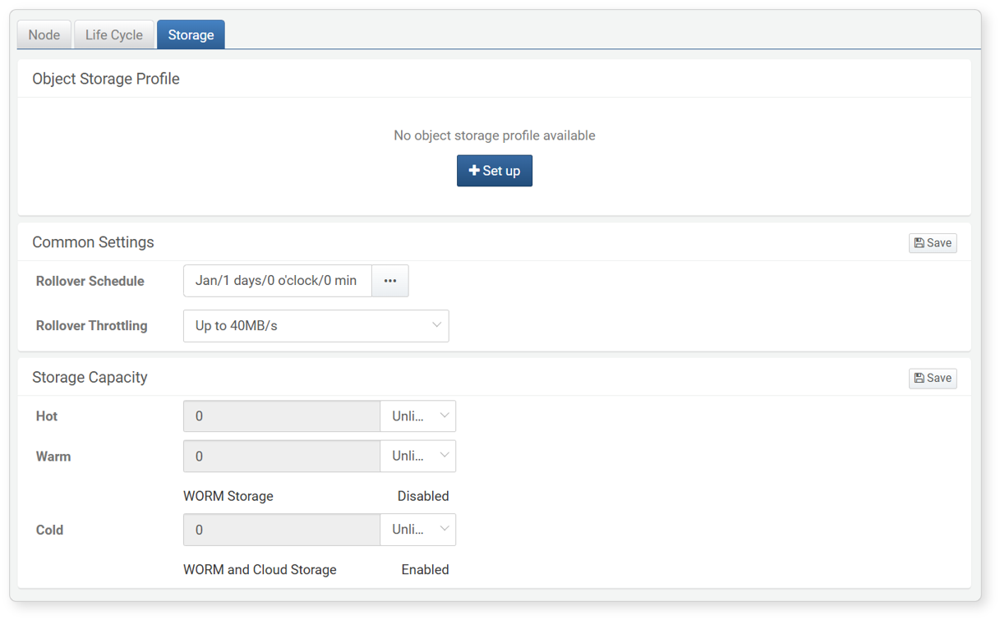 Node Life Cycle Storage
Object Storage Profile
No object storage profile available
Set up
Common Settings Save
Rollover Schedule Jan/1 days/0 o'clock/0 min ...
Rollover Throttling Up to 40MB/s
Storage Capacity Save
Hot 0 Unli...
Warm 0 Unli...
WORM Storage Disabled
Cold 0 Unli...
WORM and Cloud Storage Enabled